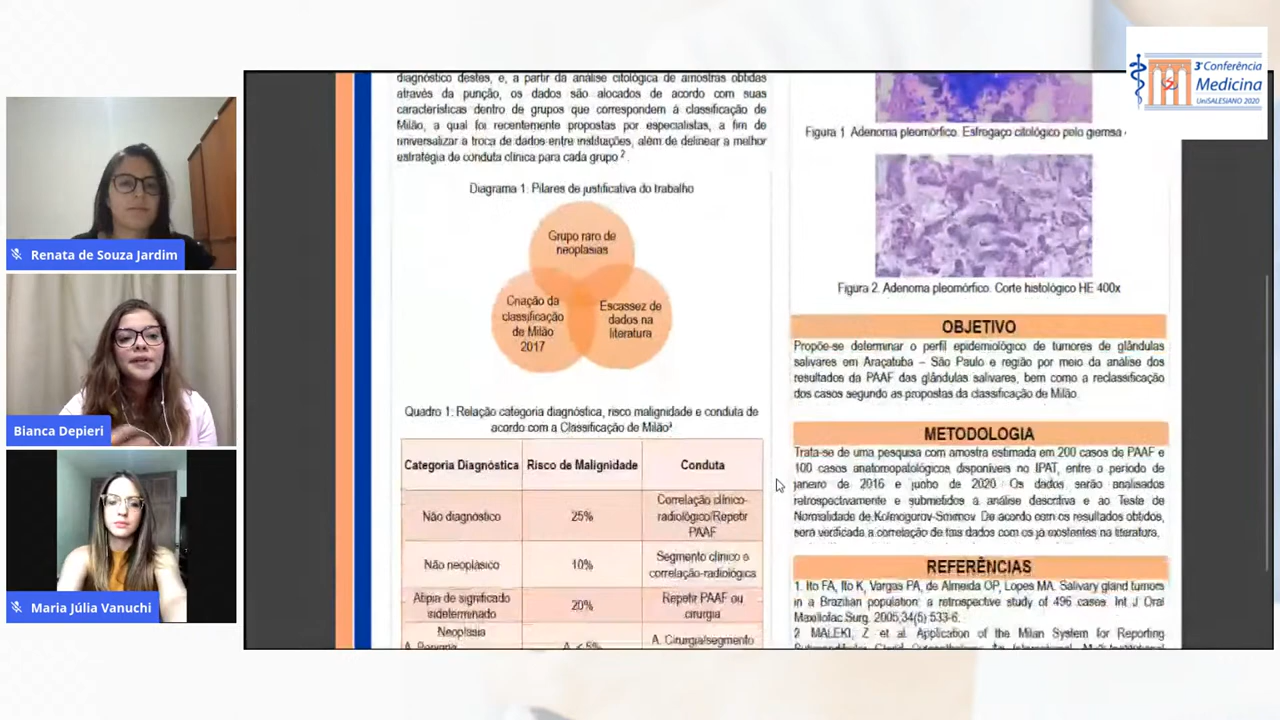 3ª Conferência
Medicina
UniSALESIANO 2020
Renata de Souza Jardim
Bianca Depieri
Maria Júlia Vanuchi
diagnóstico destes, e, a partir da análise citológica de amostras obtidas
através da punção, os dados são alocados de acordo com suas
características dentro de grupos que correspondem à classificação de
Milão, a qual foi recentemente propostas por especialistas, a fim de
universalizar a troca de dados entre instituições, além de delinear a melhor
estratégia de conduta clínica para cada grupo 2.
Diagrama 1: Pilares de justificativa do trabalho
Grupo raro de
neoplasias
Criação da
classificação
de Milão
2017
Escassez de
dados na
literatura
Quadro 1: Relação categoria diagnóstica, risco malignidade e conduta de
acordo com a Classificação de Milão³
Categoria Diagnóstica Risco de Malignidade Conduta
Não diagnóstico 25% Correlação clínico-
radiológico/Repetir
PAAF
Não neoplásico 10% Segmento clínico e
correlação-radiológica
Atipia de significado
indeterminado 20% Repetir PAAF ou
cirurgia
Neoplasia
A. Benigna A. < 5% A. Cirurgia/segmento
Figura 1 Adenoma pleomórfico. Esfregaço citológico pelo giemsa
Figura 2. Adenoma pleomórfico. Corte histológico HE 400x
OBJETIVO
Propõe-se determinar o perfil epidemiológico de tumores de glândulas
salivares em Araçatuba – São Paulo e região por meio da análise dos
resultados da PAAF das glândulas salivares, bem como a reclassificação
dos casos segundo as propostas da classificação de Milão.
METODOLOGIA
Trata-se de uma pesquisa com amostra estimada em 200 casos de PAAF e
100 casos anatomopatológicos disponíveis no IPAT, entre o período de
janeiro de 2016 e junho de 2020. Os dados serão analisados
retrospectivamente e submetidos a análise descritiva e ao Teste de
Normalidade de Kolmogorov-Smirnov. De acordo com os resultados obtidos,
será verificada a correlação de tais dados com os já existentes na literatura.
REFERÊNCIAS
1. Ito FA, Ito K, Vargas PA, de Almeida OP, Lopes MA. Salivary gland tumors
in a Brazilian population: a retrospective study of 496 cases. Int J Oral
Maxillofac Surg. 2005;34(5) 533-6.
2 MALEKI, Z et al. Application of the Milan System for Reporting